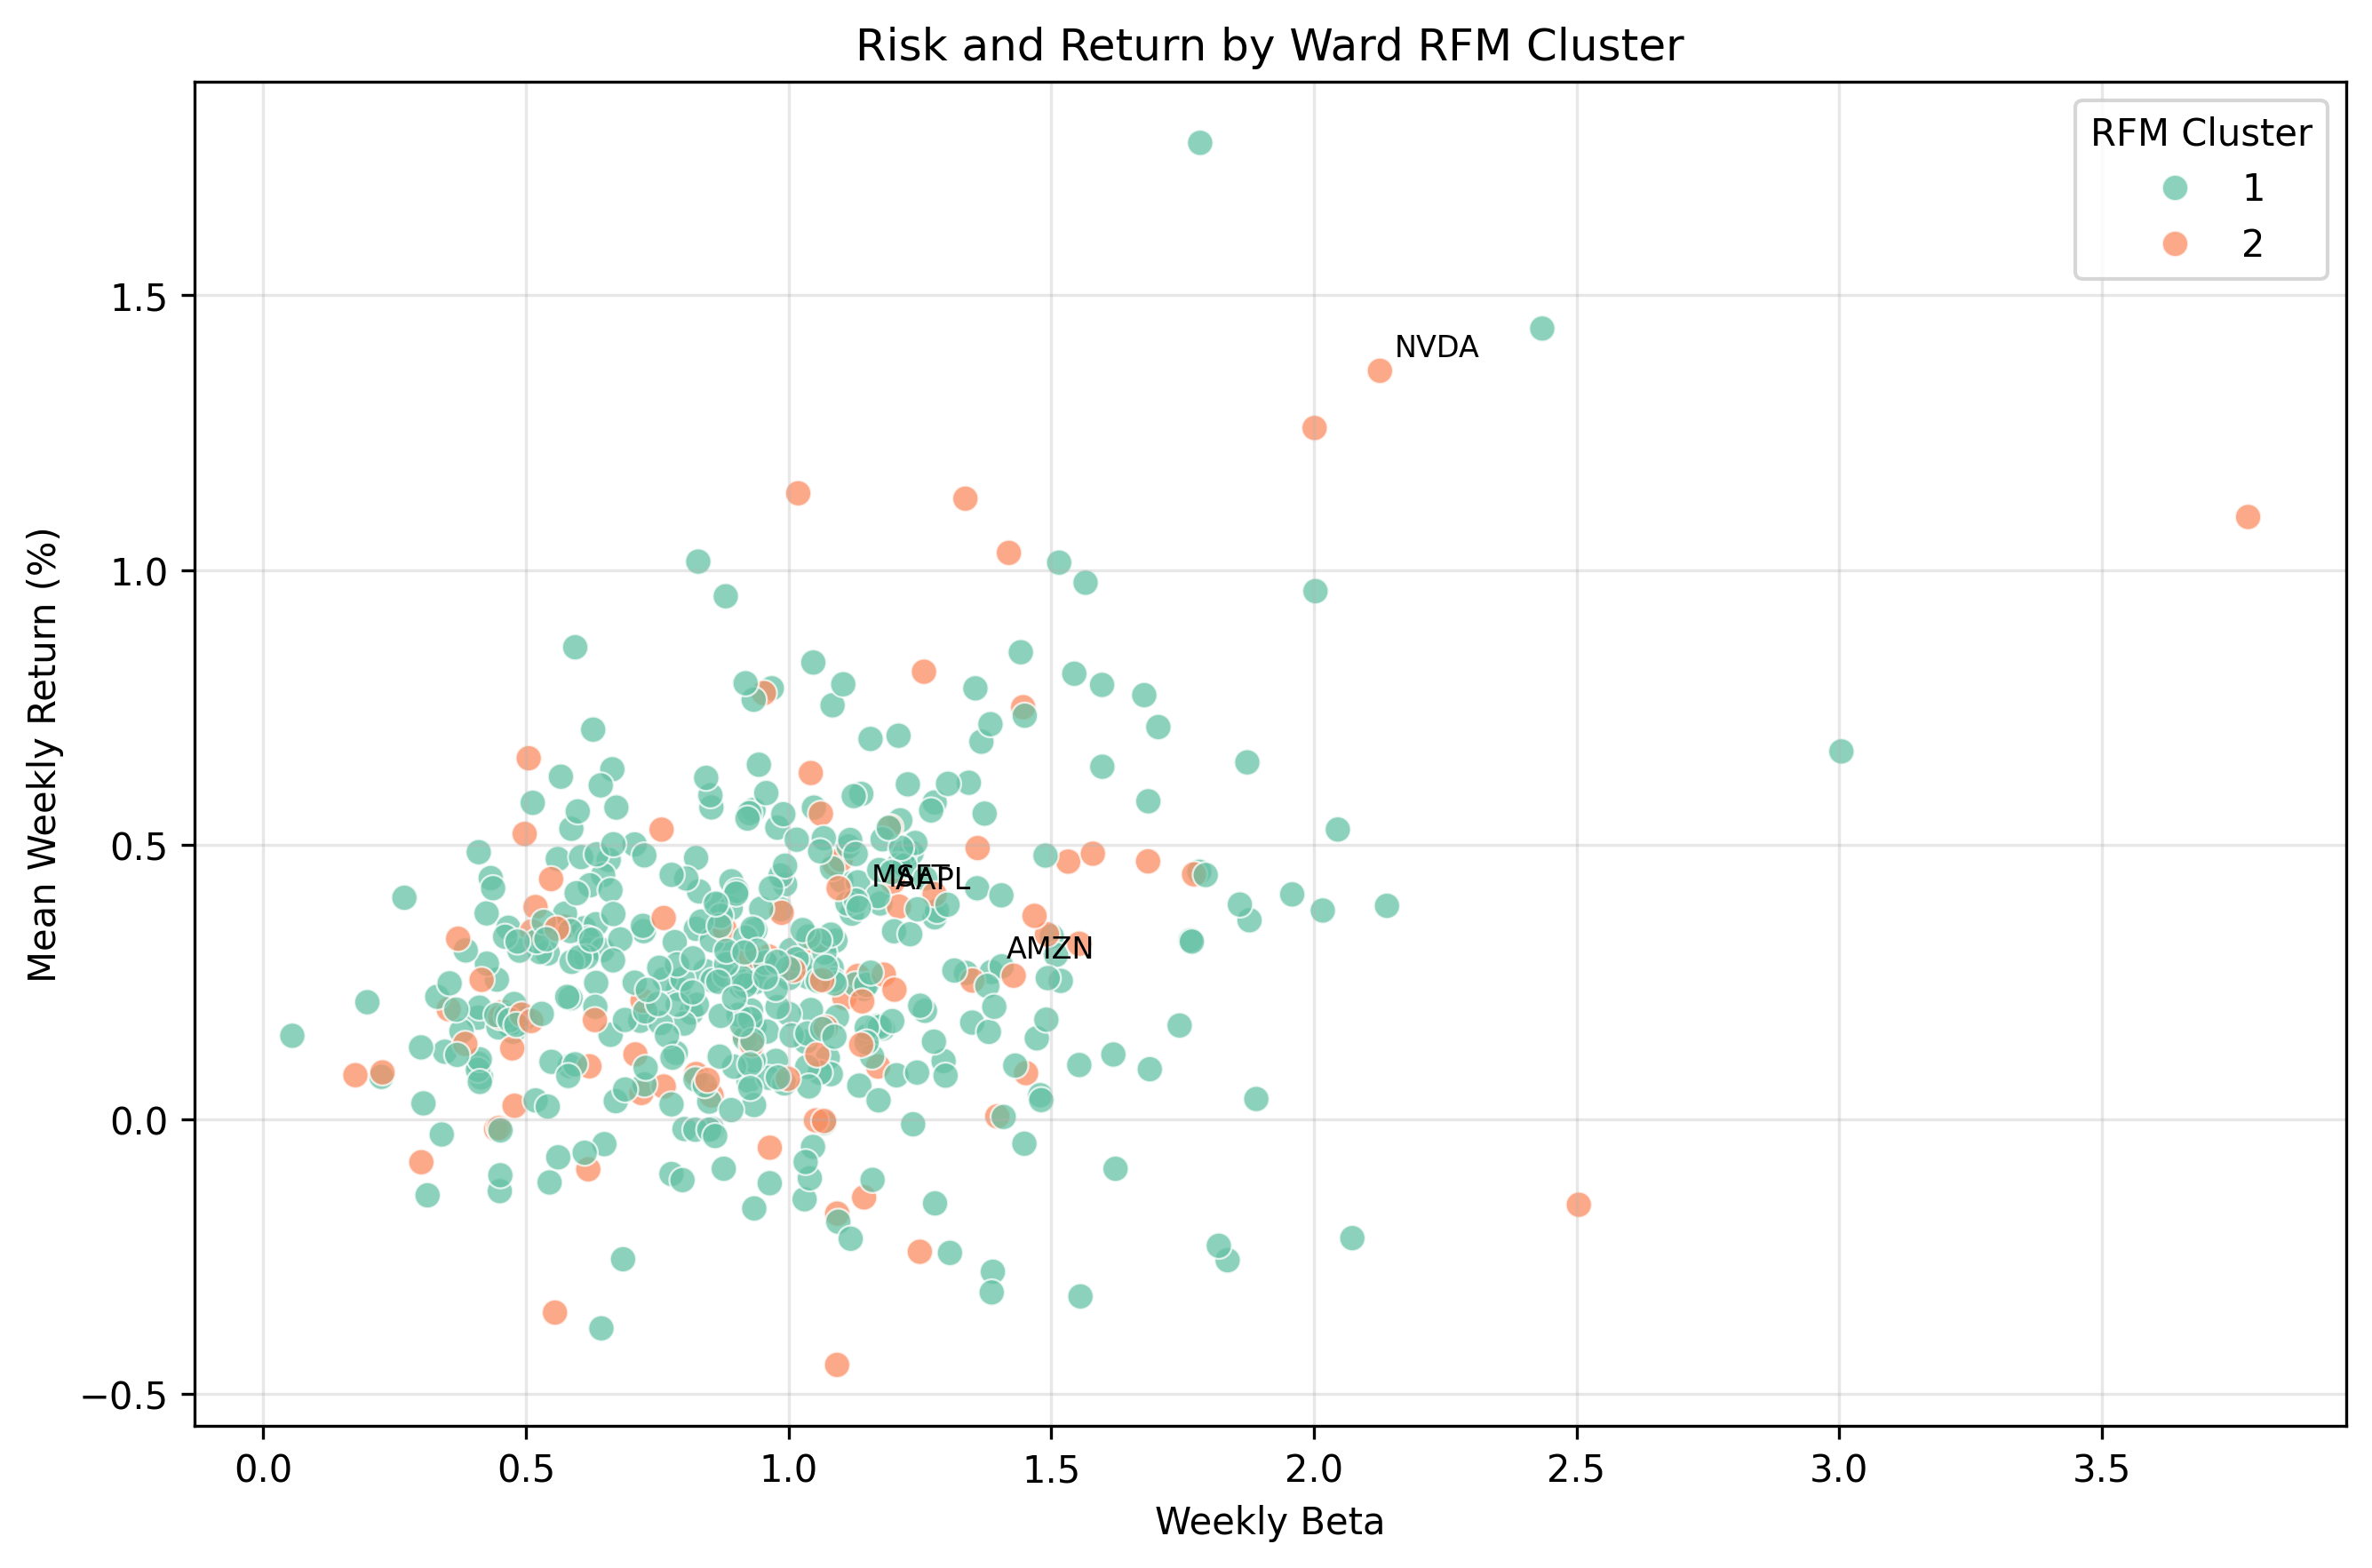 Risk and Return by Ward RFM Cluster
RFM Cluster
1
2
NVDA
MSFT
AAPL
AMZN
Mean Weekly Return (%)
1.5
1.0
0.5
0.0
−0.5
0.0 0.5 1.0 1.5 2.0 2.5 3.0 3.5
Weekly Beta